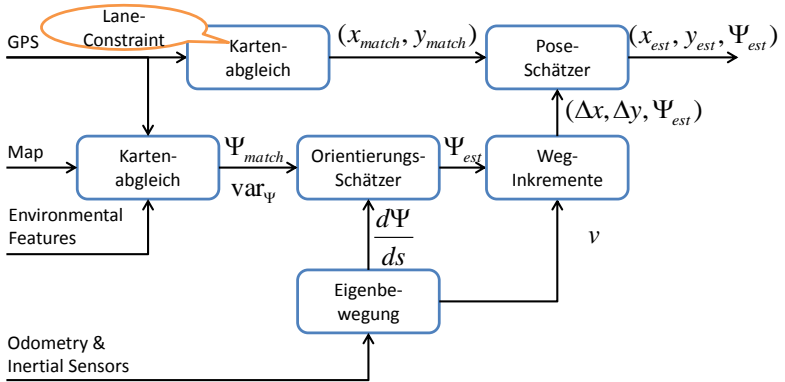 Lane-
Constraint
GPS
Karten-
abgleich
(x_match, y_match)
Pose-
Schätzer
(x_est, y_est, Ψ_est)
(Δx, Δy, Ψ_est)
Map
Karten-
abgleich
Ψ_match
var_Ψ
Orientierungs-
Schätzer
Ψ_est
Weg-
Inkremente
Environmental
Features
dΨ
ds
v
Eigenbe-
wegung
Odometry &
Inertial Sensors